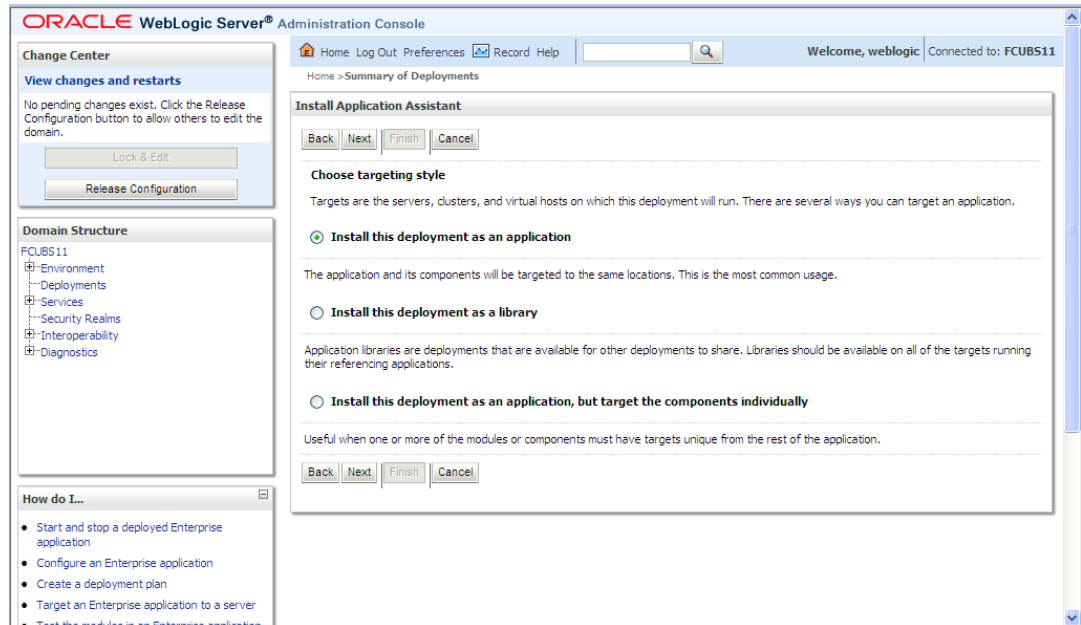 ORACLE WebLogic Server® Administration Console
Change Center
View changes and restarts
No pending changes exist. Click the Release
Configuration button to allow others to edit the
domain.
Lock & Edit
Release Configuration
Domain Structure
FCUBS11
Environment
Deployments
Services
Security Realms
Interoperability
Diagnostics
How do I...
Start and stop a deployed Enterprise
application
Configure an Enterprise application
Create a deployment plan
Target an Enterprise application to a server
Test the modules in an Enterprise application
Home Log Out Preferences Record Help
Welcome, weblogic Connected to: FCUBS11
Home >Summary of Deployments
Install Application Assistant
Back Next Finish Cancel
Choose targeting style
Targets are the servers, clusters, and virtual hosts on which this deployment will run. There are several ways you can target an application.
Install this deployment as an application
The application and its components will be targeted to the same locations. This is the most common usage.
Install this deployment as a library
Application libraries are deployments that are available for other deployments to share. Libraries should be available on all of the targets running
their referencing applications.
Install this deployment as an application, but target the components individually
Useful when one or more of the modules or components must have targets unique from the rest of the application.
Back Next Finish Cancel